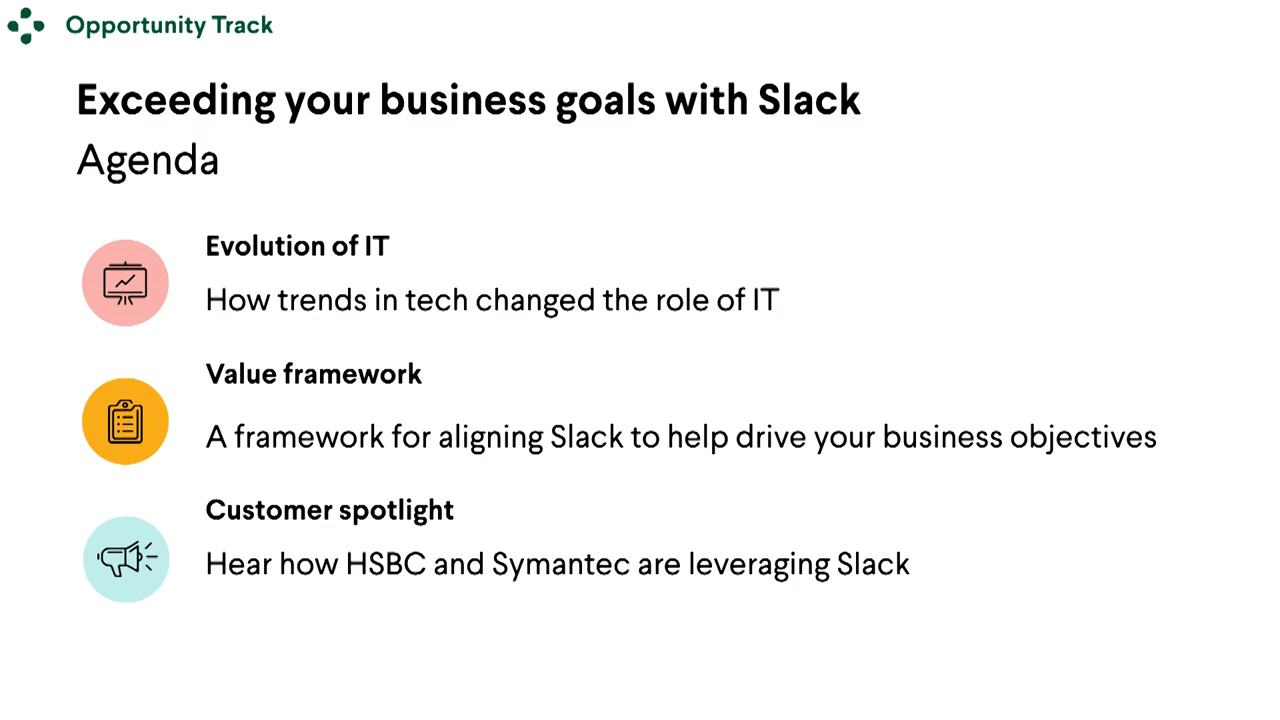 Opportunity Track
Exceeding your business goals with Slack
Agenda
Evolution of IT
How trends in tech changed the role of IT
Value framework
A framework for aligning Slack to help drive your business objectives
Customer spotlight
Hear how HSBC and Symantec are leveraging Slack